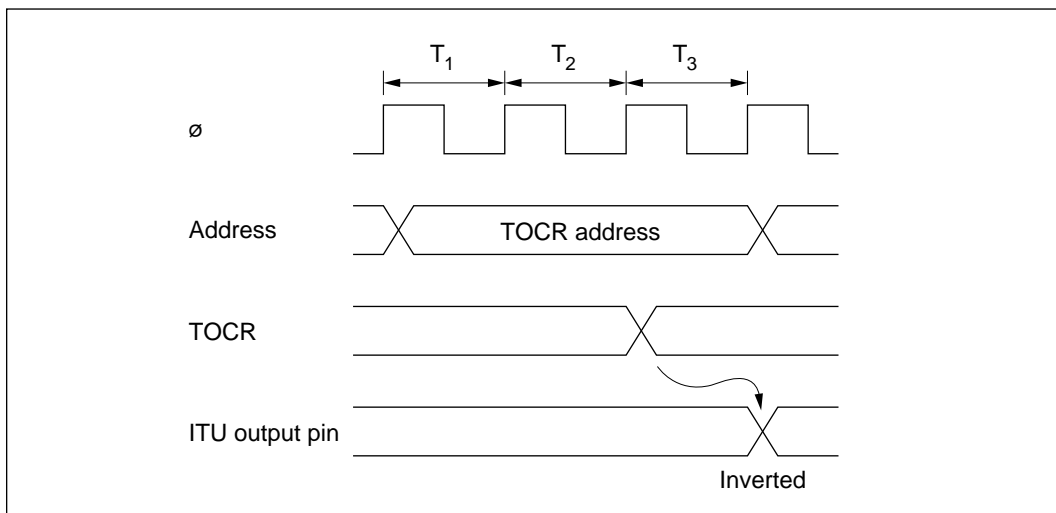 T1 T2 T3
ø
Address TOCR address
TOCR
ITU output pin
Inverted